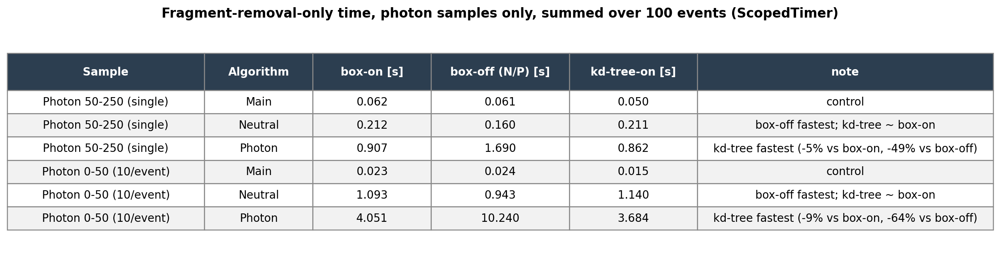 Fragment-removal-only time, photon samples only, summed over 100 events (ScopedTimer)
Sample Algorithm box-on [s] box-off (N/P) [s] kd-tree-on [s] note
Photon 50-250 (single) Main 0.062 0.061 0.050 control
Photon 50-250 (single) Neutral 0.212 0.160 0.211 box-off fastest; kd-tree ~ box-on
Photon 50-250 (single) Photon 0.907 1.690 0.862 kd-tree fastest (-5% vs box-on, -49% vs box-off)
Photon 0-50 (10/event) Main 0.023 0.024 0.015 control
Photon 0-50 (10/event) Neutral 1.093 0.943 1.140 box-off fastest; kd-tree ~ box-on
Photon 0-50 (10/event) Photon 4.051 10.240 3.684 kd-tree fastest (-9% vs box-on, -64% vs box-off)